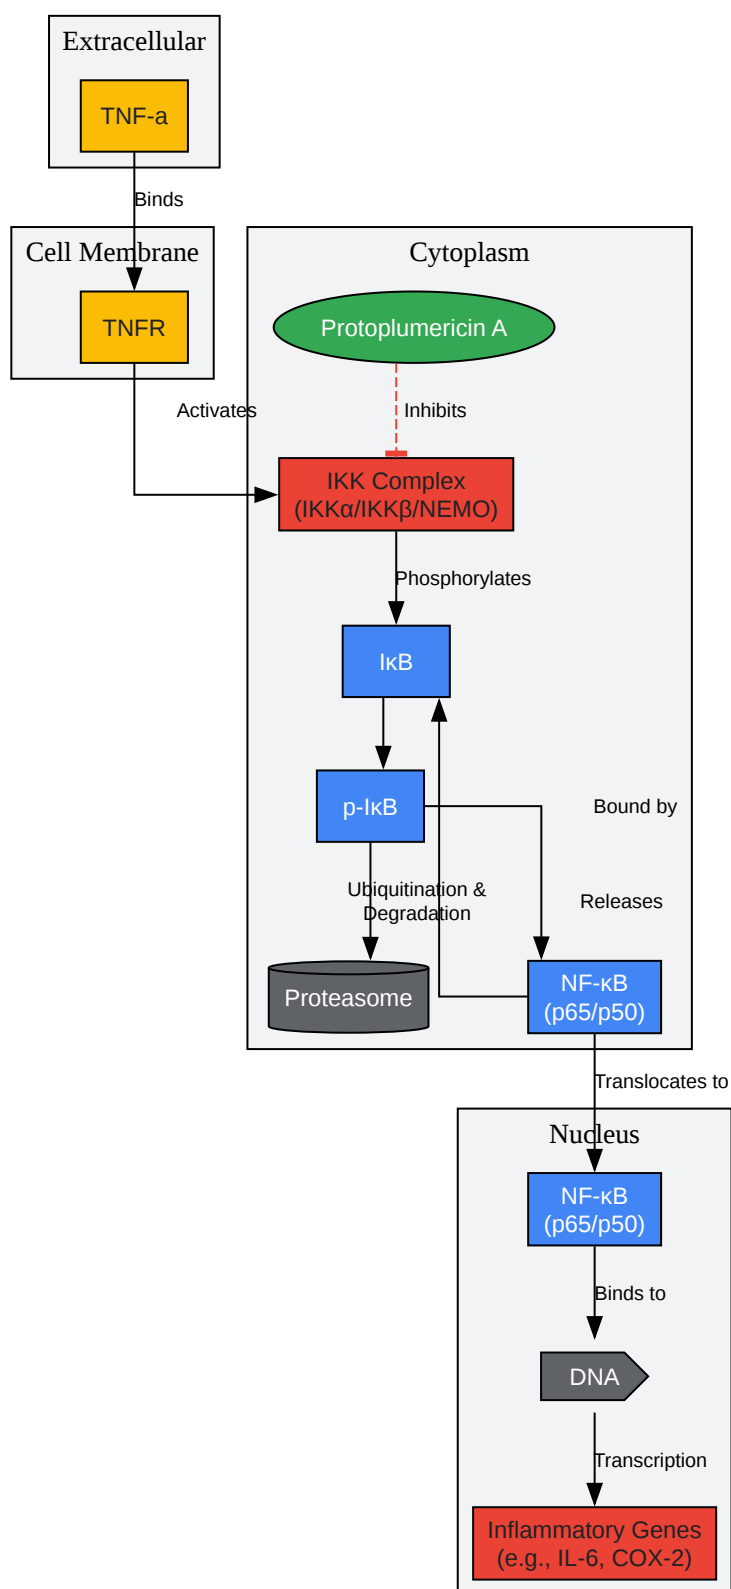 Extracellular
TNF-a
Binds
Cell Membrane
TNFR
Cytoplasm
Protoplumericin A
Activates
Inhibits
IKK Complex
(IKKα/IKKβ/NEMO)
Phosphorylates
IκB
p-IκB
Bound by
Ubiquitination &
Degradation
Releases
Proteasome
NF-κB
(p65/p50)
Translocates to
Nucleus
NF-κB
(p65/p50)
Binds to
DNA
Transcription
Inflammatory Genes
(e.g., IL-6, COX-2)